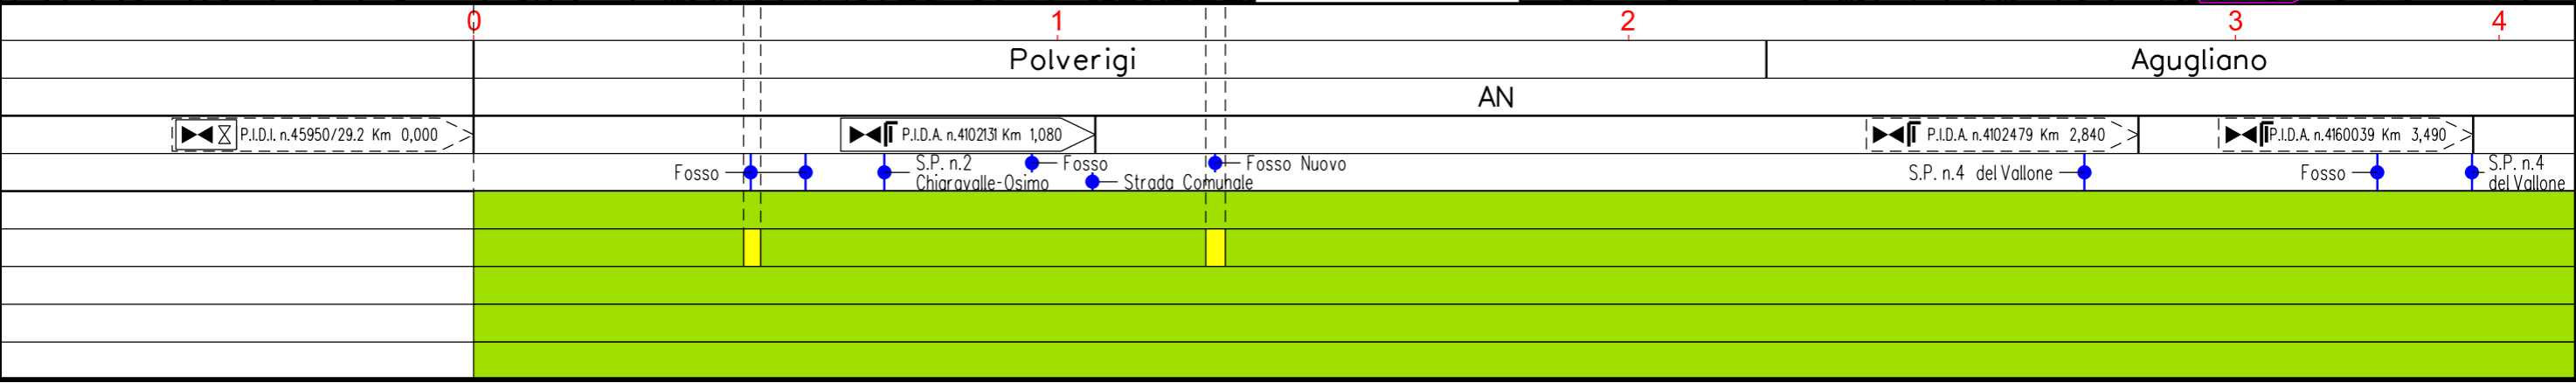 0 1 2 3 4
Polverigi Agugliano
AN
P.I.D.I. n.45950/29.2 Km 0,000 P.I.D.A. n.4102131 Km 1,080 P.I.D.A. n.4102479 Km 2,840 P.I.D.A. n.4160039 Km 3,490
Fosso
S.P. n.2
Chiaravalle-Osimo
Fosso
Strada Comunale
Fosso Nuovo
S.P. n.4 del Vallone
Fosso
S.P. n.4
del Vallone